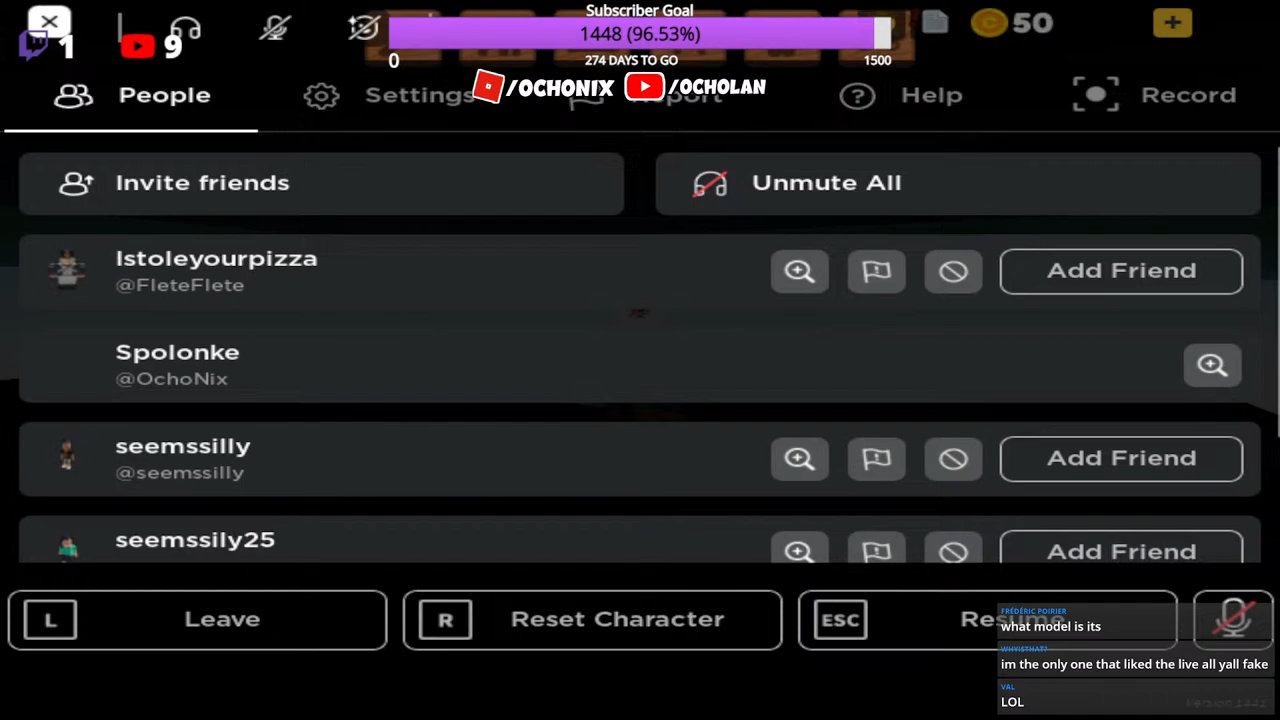 Subscriber Goal
1448 (96.53%)
0
274 DAYS TO GO
1500
1
9
50
/OCHONIX
/OCHOLAN
People
Settings
Report
Help
Record
Invite friends
Unmute All
Istoleyourpizza
@FleteFlete
Add Friend
Spolonke
@OchoNix
seemssilly
@seemssilly
Add Friend
seemssily25
Add Friend
L
Leave
R
Reset Character
ESC
FRÉDÉRIC POIRIER
what model is its
WHYISTHAT?
im the only one that liked the live all yall fake
VAL
LOL